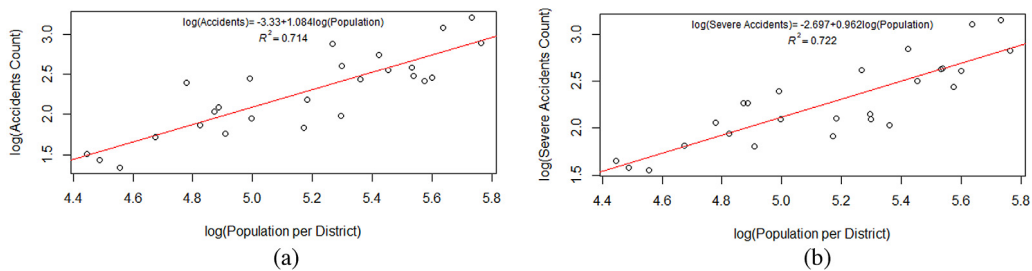 log(Accidents)= -3.33+1.084log(Population)
R² = 0.714
log(Accidents Count)
3.0
2.5
2.0
1.5
4.4 4.6 4.8 5.0 5.2 5.4 5.6 5.8
log(Population per District)
(a)
log(Severe Accidents)= -2.697+0.962log(Population)
R² = 0.722
log(Severe Accidents Count)
3.0
2.5
2.0
1.5
4.4 4.6 4.8 5.0 5.2 5.4 5.6 5.8
log(Population per District)
(b)